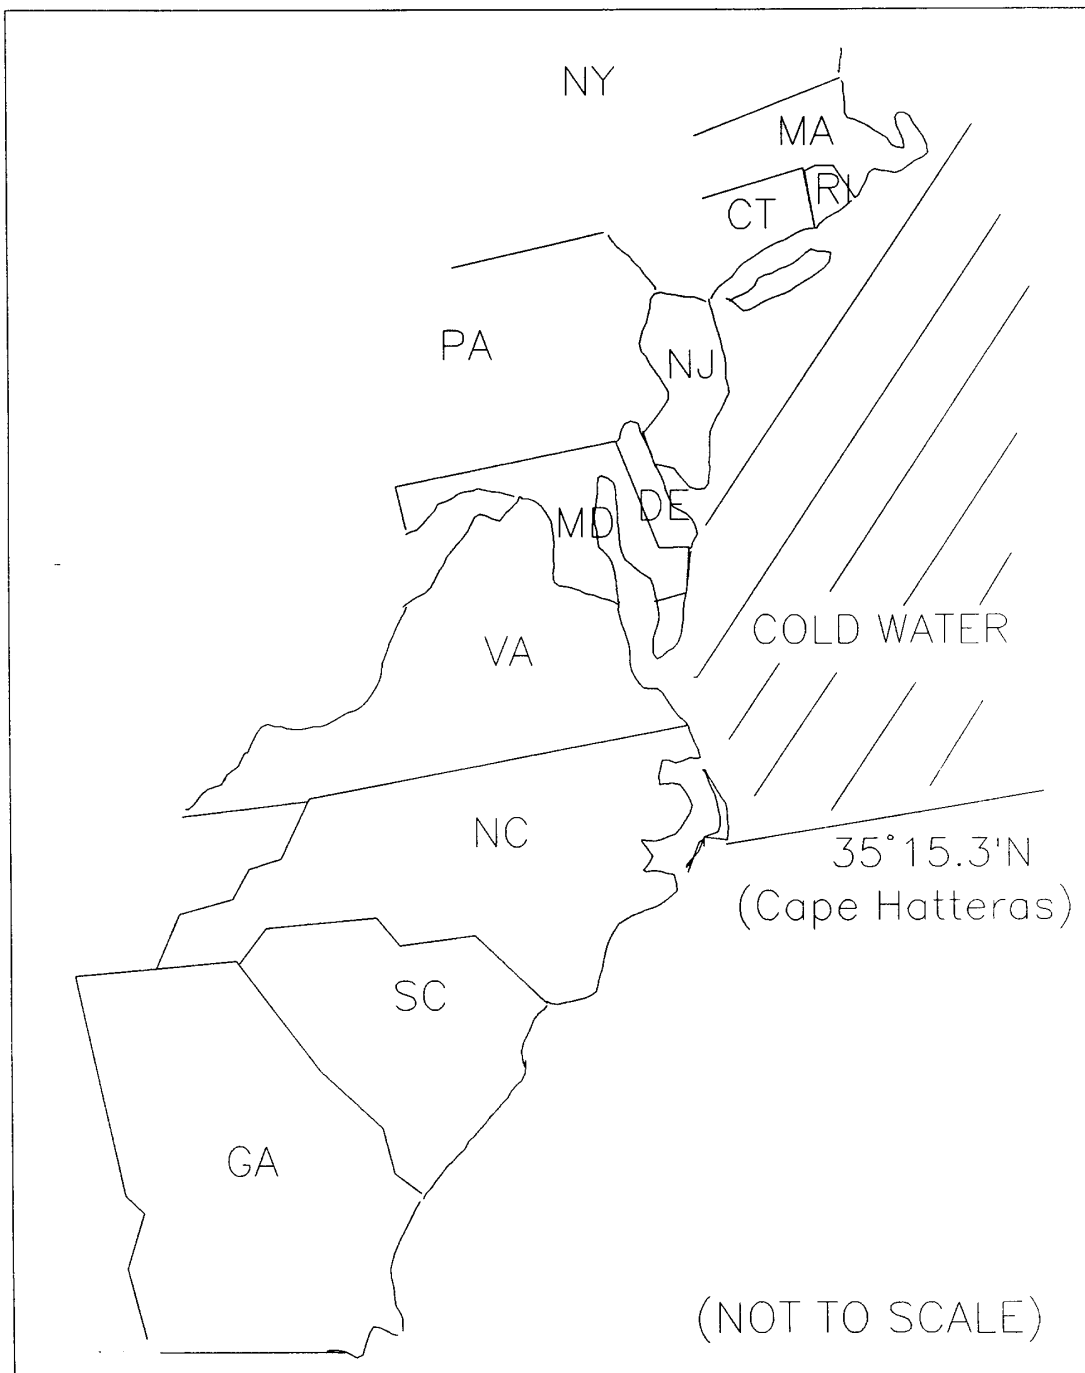 NY
MA
RI
CT
PA
NJ
DE
MD
COLD WATER
VA
NC
35°15.3'N
(Cape Hatteras)
SC
GA
(NOT TO SCALE)